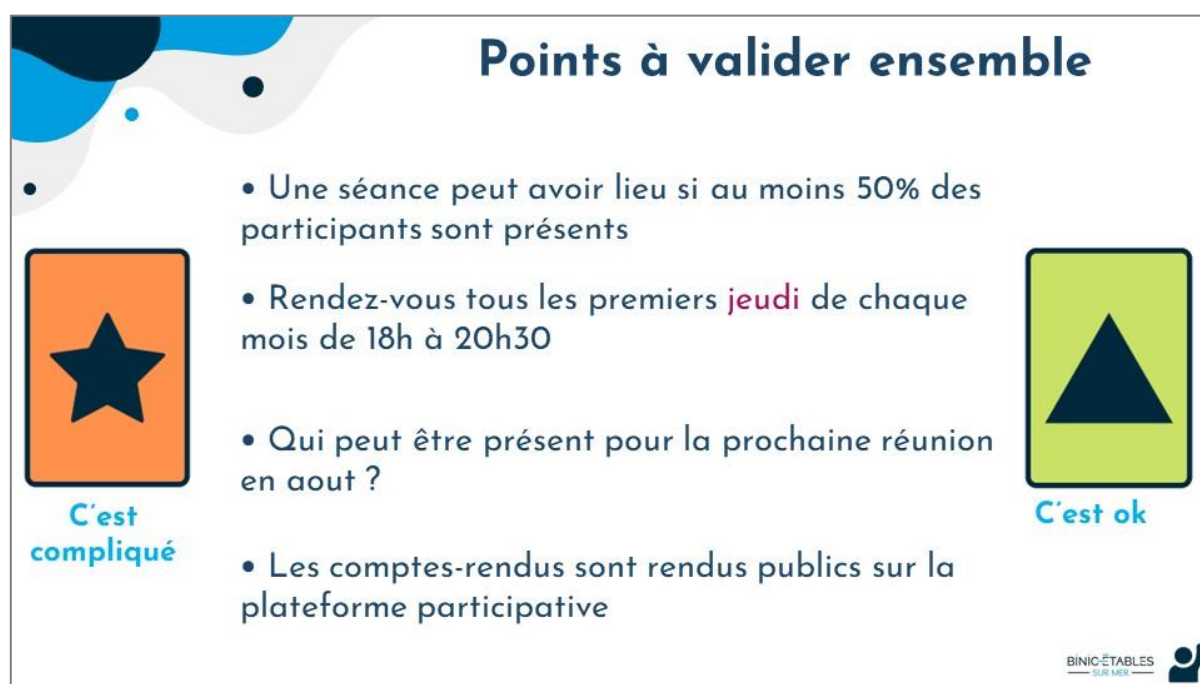 Points à valider ensemble
• Une séance peut avoir lieu si au moins 50% des
participants sont présents
• Rendez-vous tous les premiers jeudi de chaque
mois de 18h à 20h30
• Qui peut être présent pour la prochaine réunion
en aout ?
• Les comptes-rendus sont rendus publics sur la
plateforme participative
C'est
compliqué
C'est ok
BINIC-ÉTABLES
SUR MER